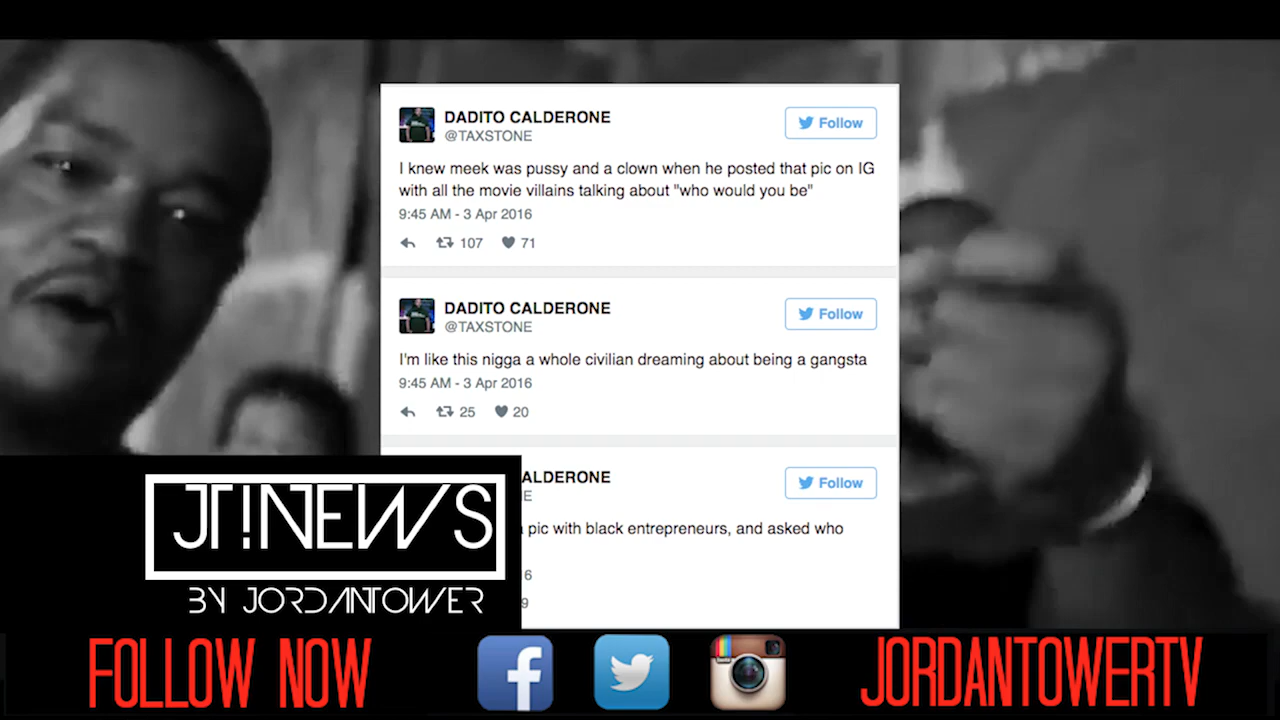 DADITO CALDERONE
@TAXSTONE
Follow
I knew meek was pussy and a clown when he posted that pic on IG
with all the movie villains talking about "who would you be"
9:45 AM - 3 Apr 2016
107 71
DADITO CALDERONE
@TAXSTONE
Follow
I'm like this nigga a whole civilian dreaming about being a gangsta
9:45 AM - 3 Apr 2016
25 20
CALDERONE
E
Follow
pic with black entrepreneurs, and asked who
6
9
JT!NEWS
BY JORDANTOWER
FOLLOW NOW
JORDANTOWERTV